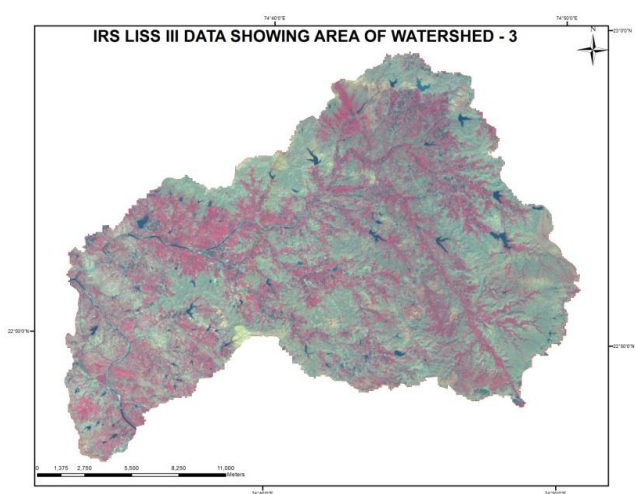 74°40'0"E 74°50'0"E
IRS LISS III DATA SHOWING AREA OF WATERSHED - 3
N
23°0'0"N
22°50'0"N
22°50'0"N
0 1,375 2,750 5,500 8,250 11,000
Meters